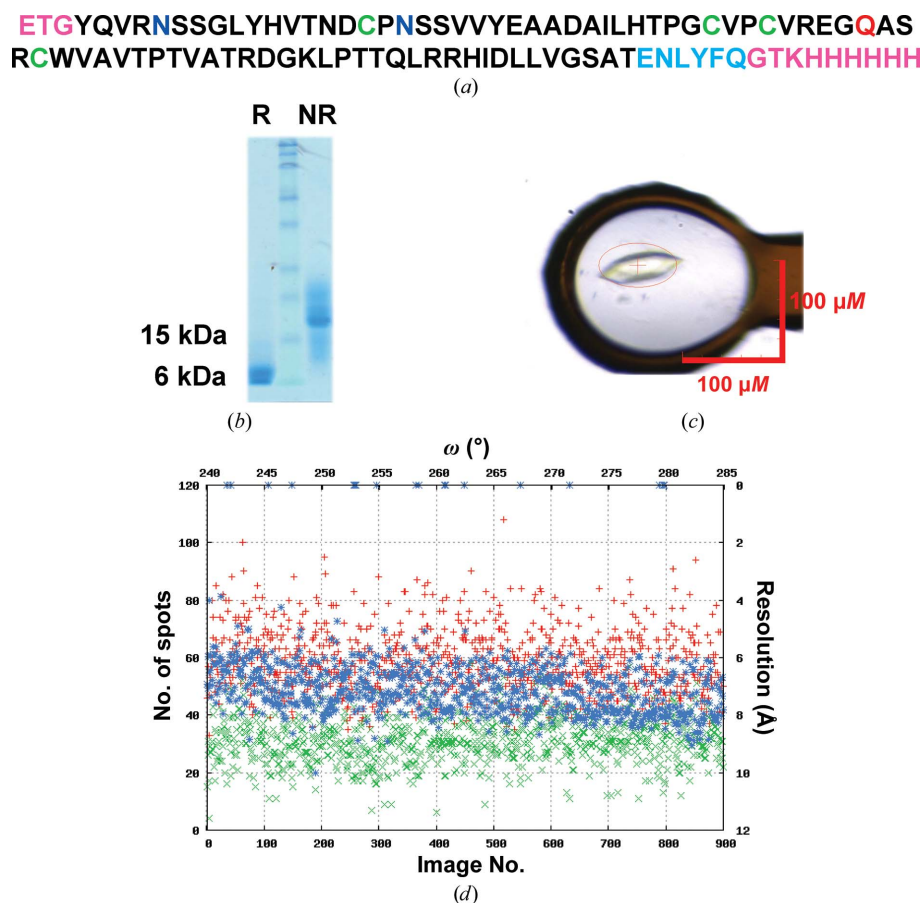 ETGYQVRNSSGLYHVTNDCPNSSVVYEAADAILHTPGCVPCVREGQAS
RCWVAVTPTVATRDGKLPTTQLRRHIDLLVGSATENLYFQGTKHHHHHH
(a)
R NR
15 kDa
6 kDa
(b)
100 µM
100 µM
(c)
ω (°)
240 245 250 255 260 265 270 275 280 285
120 0
100 2
80 4
60 6
40 8
20 10
0 12
No. of spots
Resolution (Å)
0 100 200 300 400 500 600 700 800 900
Image No.
(d)